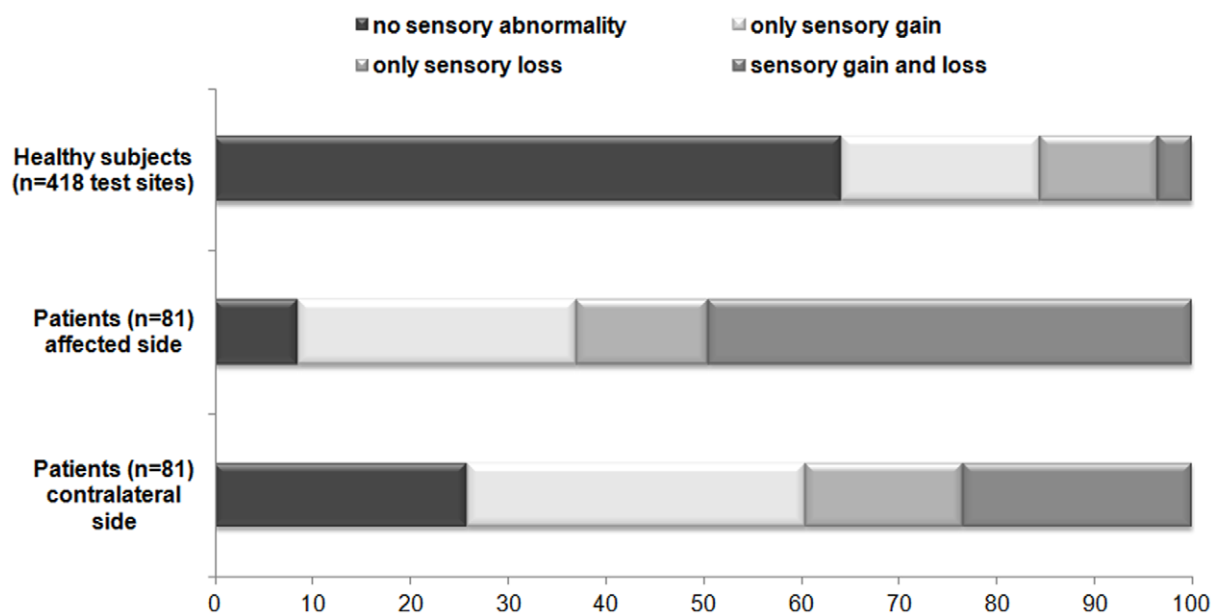 no sensory abnormality
only sensory gain
only sensory loss
sensory gain and loss
Healthy subjects
(n=418 test sites)
Patients (n=81)
affected side
Patients (n=81)
contralateral
side
0 10 20 30 40 50 60 70 80 90 100